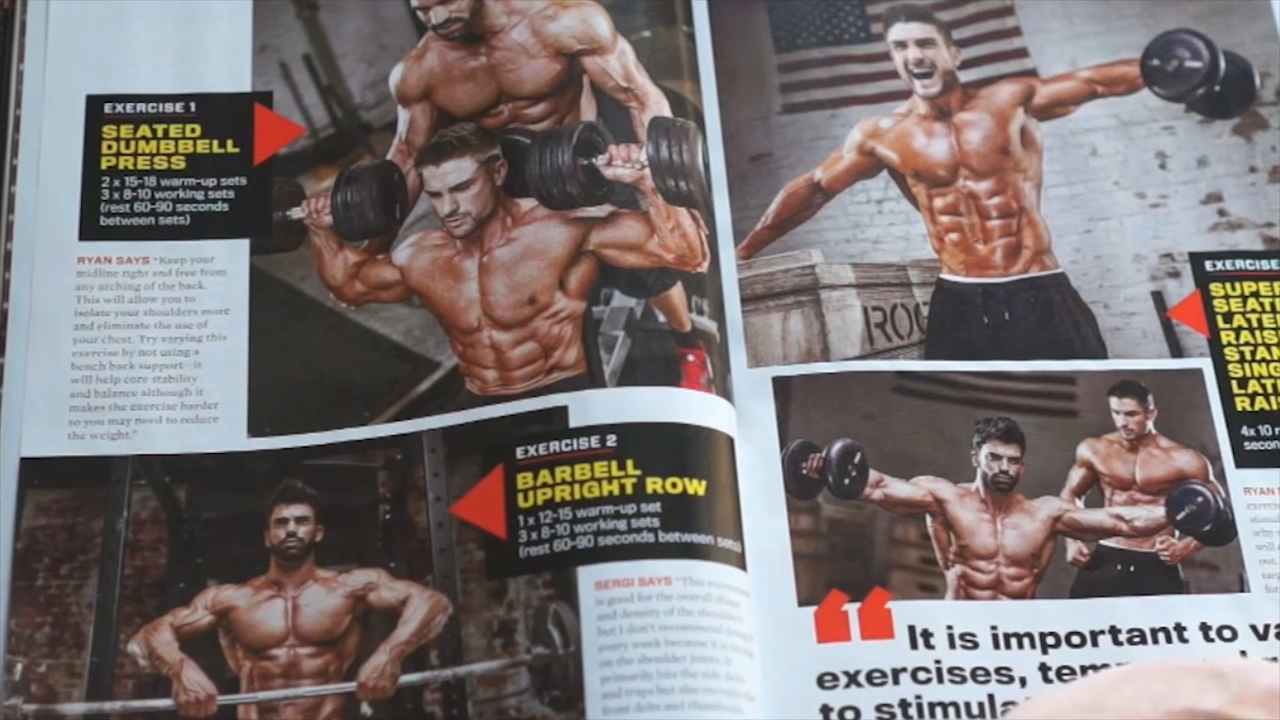 EXERCISE 1
SEATED
DUMBBELL
PRESS
2 x 15-18 warm-up sets
3 x 8-10 working sets
(rest 60-90 seconds
between sets)
RYAN SAYS "Keep your
midline tight and free from
any arching of the back.
This will allow you to
isolate your shoulders more
and eliminate the use of
your chest. Try varying this
exercise by not using a
bench back support—it
will help core stability
and balance although it
makes the exercise harder
so you may need to reduce
the weight."
EXERCISE 2
BARBELL
UPRIGHT ROW
1 x 12-15 warm-up set
3 x 8-10 working sets
(rest 60-90 seconds between sets)
SERGI SAYS "This
is good for the overall
and density of the
but I don't recommend
every week because it
on the shoulder joints.
primarily hits the side
and traps but also
front delts and
ROG
EXERCISE
SUPER
SEAT
LATE
RAIS
STAN
SING
LAT
RAI
4x 10
secon
RYAN
“It is important to va
exercises, tem
to stimula